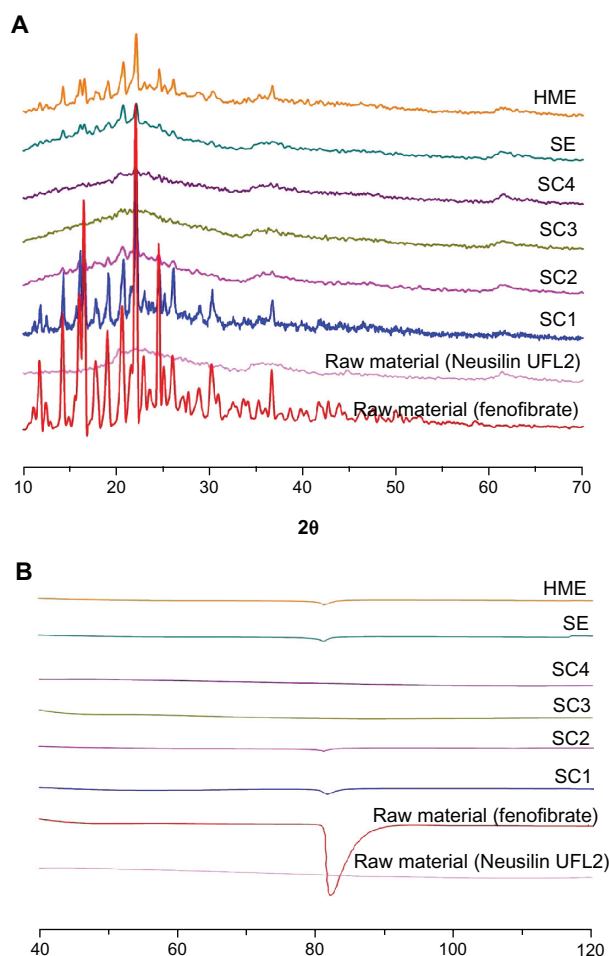 A
HME
SE
SC4
SC3
SC2
SC1
Raw material (Neusilin UFL2)
Raw material (fenofibrate)
10 20 30 40 50 60 70
2θ
B
HME
SE
SC4
SC3
SC2
SC1
Raw material (fenofibrate)
Raw material (Neusilin UFL2)
40 60 80 100 120